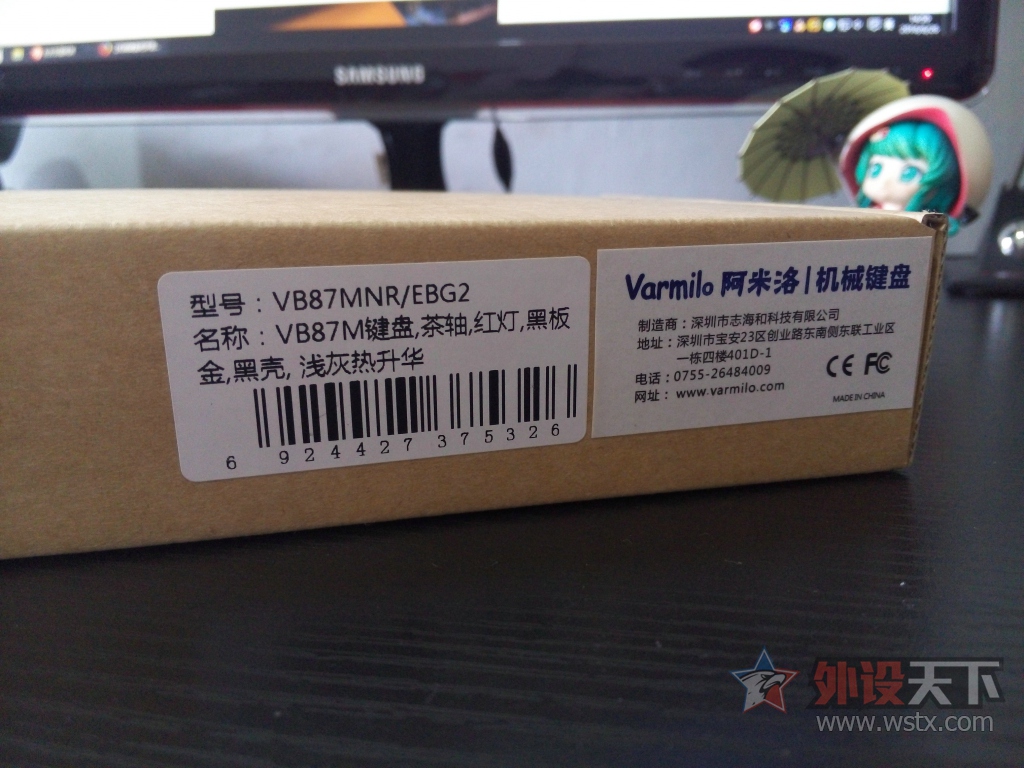 SAMSUNG
型号：VB87MNR/EBG2
名称：VB87M键盘,茶轴,红灯,黑板
金,黑壳, 浅灰热升华
6 924427 375326
Varmilo 阿米洛|机械键盘
制造商：深圳市志海和科技有限公司
地址：深圳市宝安23区创业路东南侧东联工业区
一栋四楼401D-1
电话：0755-26484009
网址：www.varmilo.com
CE FC
MADE IN CHINA
外设天下
www.wstx.com